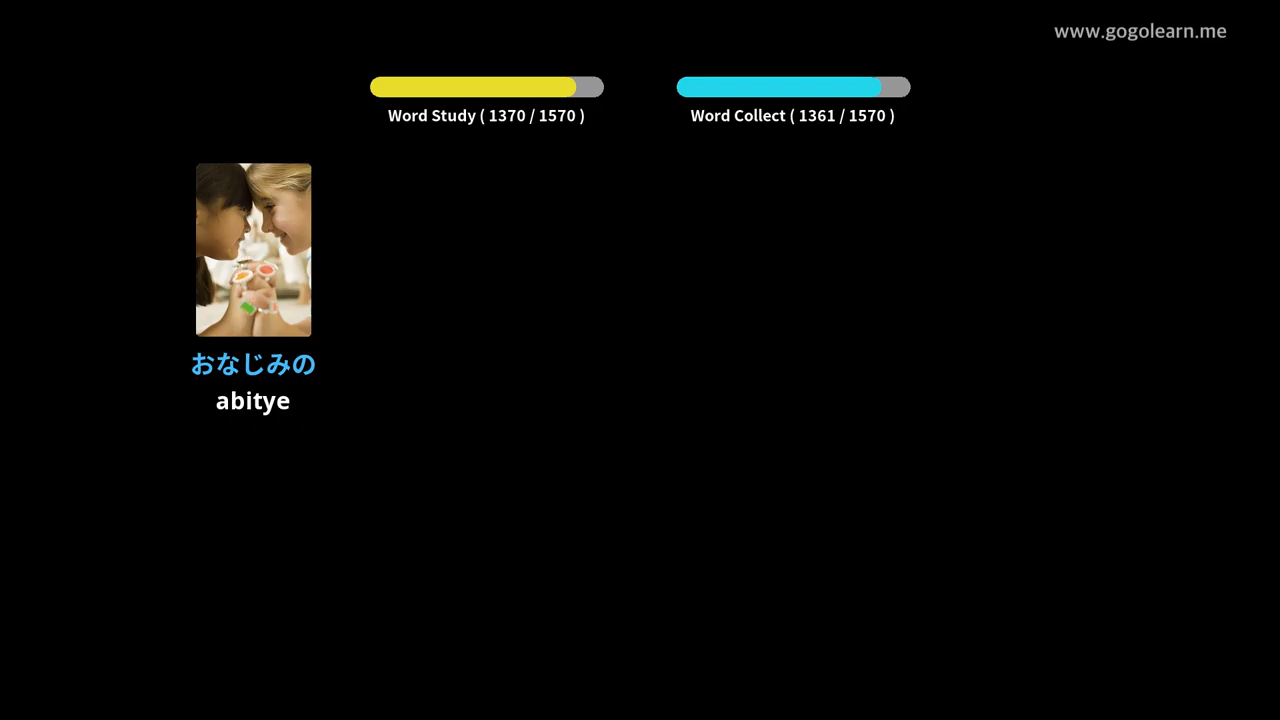 www.gogolearn.me
Word Study ( 1370 / 1570 )
Word Collect ( 1361 / 1570 )
おなじみの
abitye